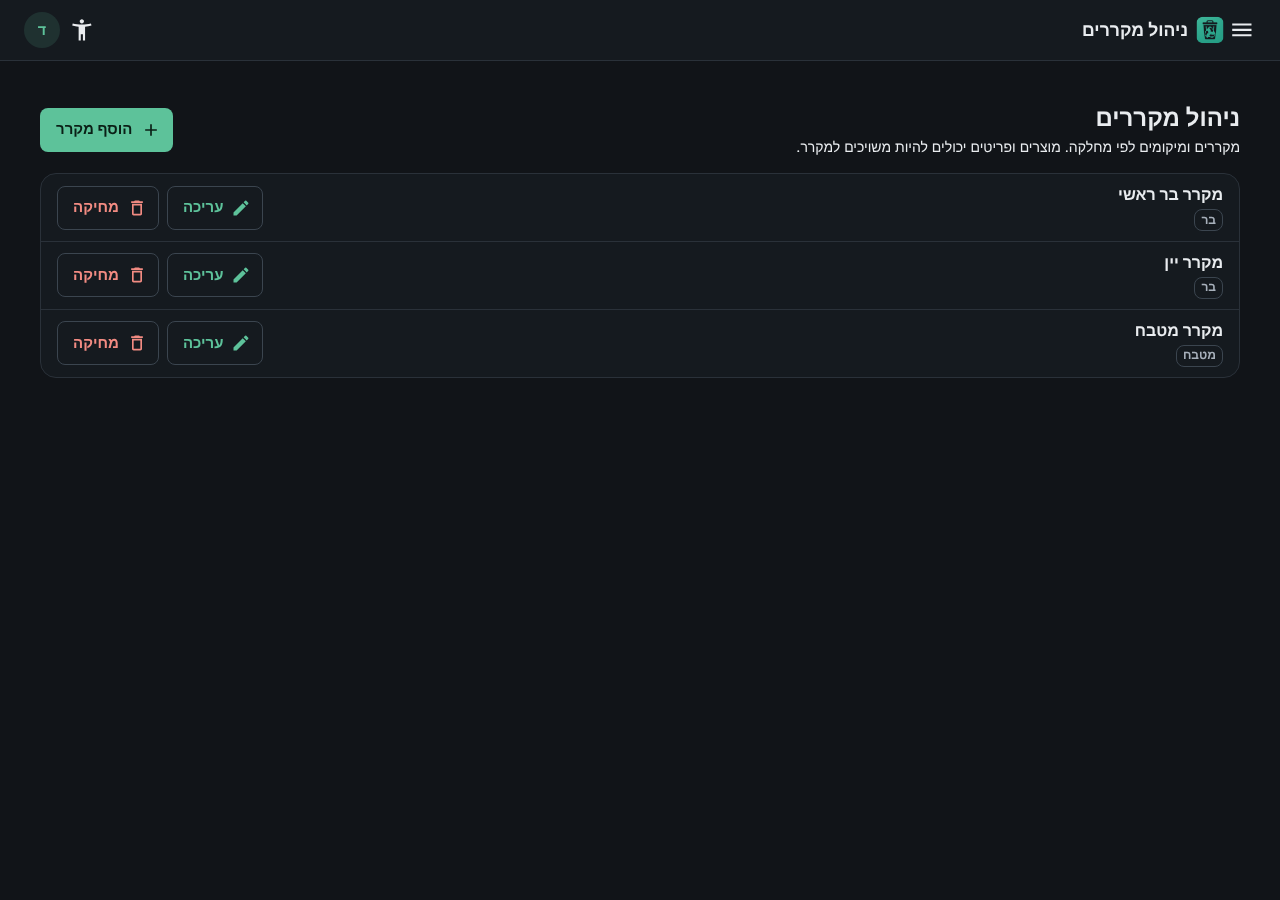 ניהול מקררים
ד
ניהול מקררים
מקררים ומיקומים לפי מחלקה. מוצרים ופריטים יכולים להיות משויכים למקרר.
הוסף מקרר
מקרר בר ראשי
בר
עריכה
מחיקה
מקרר יין
בר
עריכה
מחיקה
מקרר מטבח
מטבח
עריכה
מחיקה